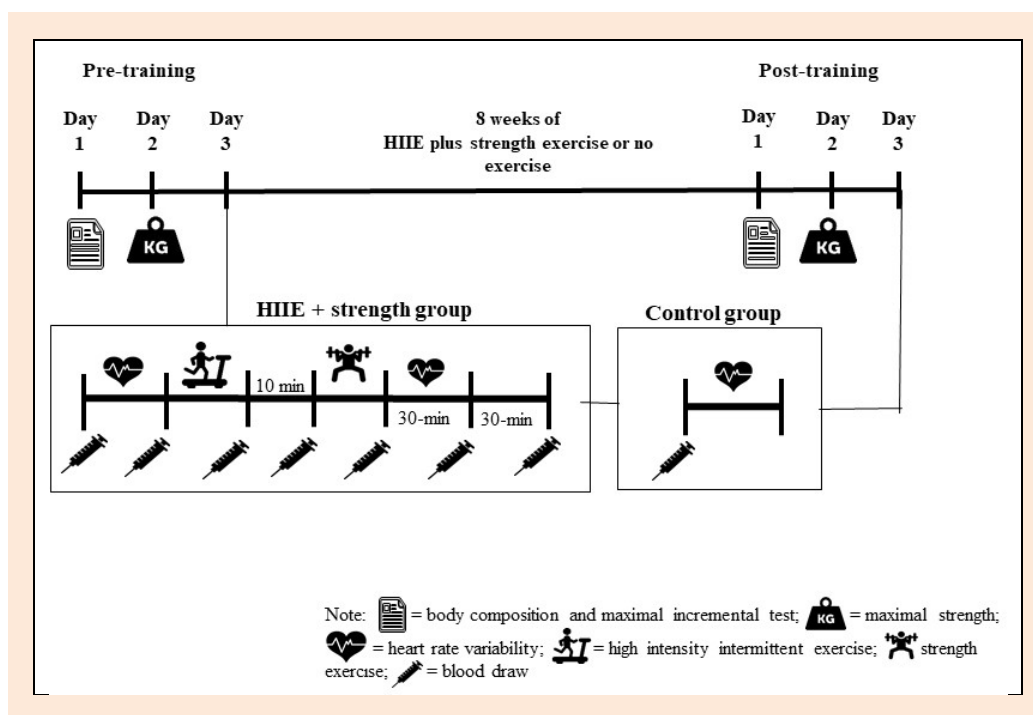 Pre-training Post-training
Day Day Day 8 weeks of Day Day Day
1 2 3 HIIE plus strength exercise or no 1 2 3
exercise
KG KG
HIIE + strength group Control group
10 min
30-min 30-min
Note: = body composition and maximal incremental test; KG = maximal strength;
= heart rate variability; = high intensity intermittent exercise; strength
exercise; = blood draw